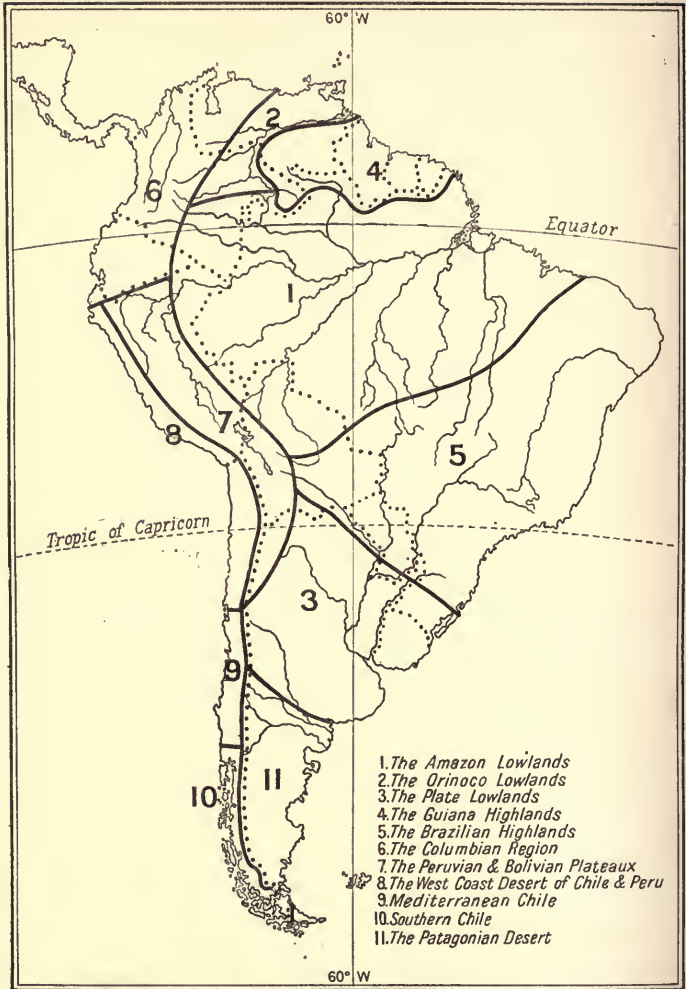 60° W
2
4
6
Equator
1
7
8
5
Tropic of Capricorn
3
9
10
11
1. The Amazon Lowlands
2. The Orinoco Lowlands
3. The Plate Lowlands
4. The Guiana Highlands
5. The Brazilian Highlands
6. The Columbian Region
7. The Peruvian & Bolivian Plateaux
8. The West Coast Desert of Chile & Peru
9. Mediterranean Chile
10. Southern Chile
11. The Patagonian Desert
60° W